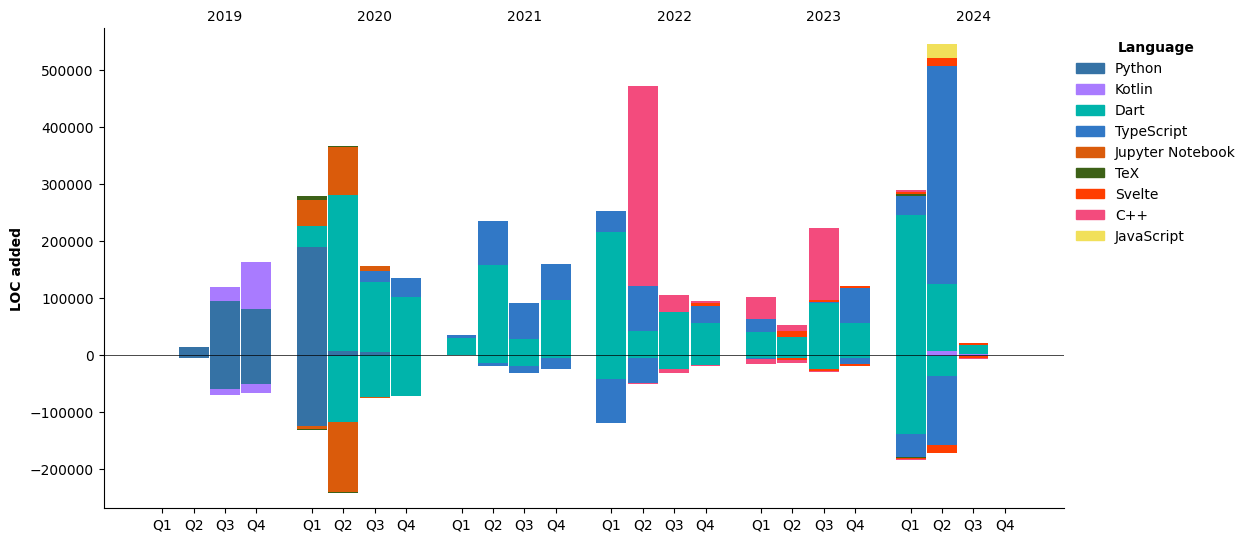 2019 2020 2021 2022 2023 2024
Language
Python
Kotlin
Dart
TypeScript
Jupyter Notebook
TeX
Svelte
C++
JavaScript
LOC added
500000
400000
300000
200000
100000
0
−100000
−200000
Q1 Q2 Q3 Q4 Q1 Q2 Q3 Q4 Q1 Q2 Q3 Q4 Q1 Q2 Q3 Q4 Q1 Q2 Q3 Q4 Q1 Q2 Q3 Q4